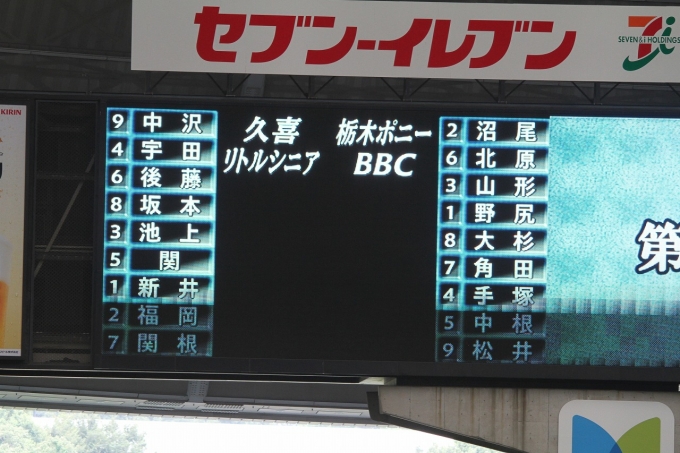 セブン-イレブン
SEVEN&i HOLDINGS
KIRIN
9 中沢
4 宇田
6 後藤
8 坂本
3 池上
5 関
1 新井
2 福岡
7 関根
久喜
リトルシニア
栃木ポニー
BBC
2 沼尾
6 北原
3 山形
1 野尻
8 大杉
7 角田
4 手塚
5 中根
9 松井
第